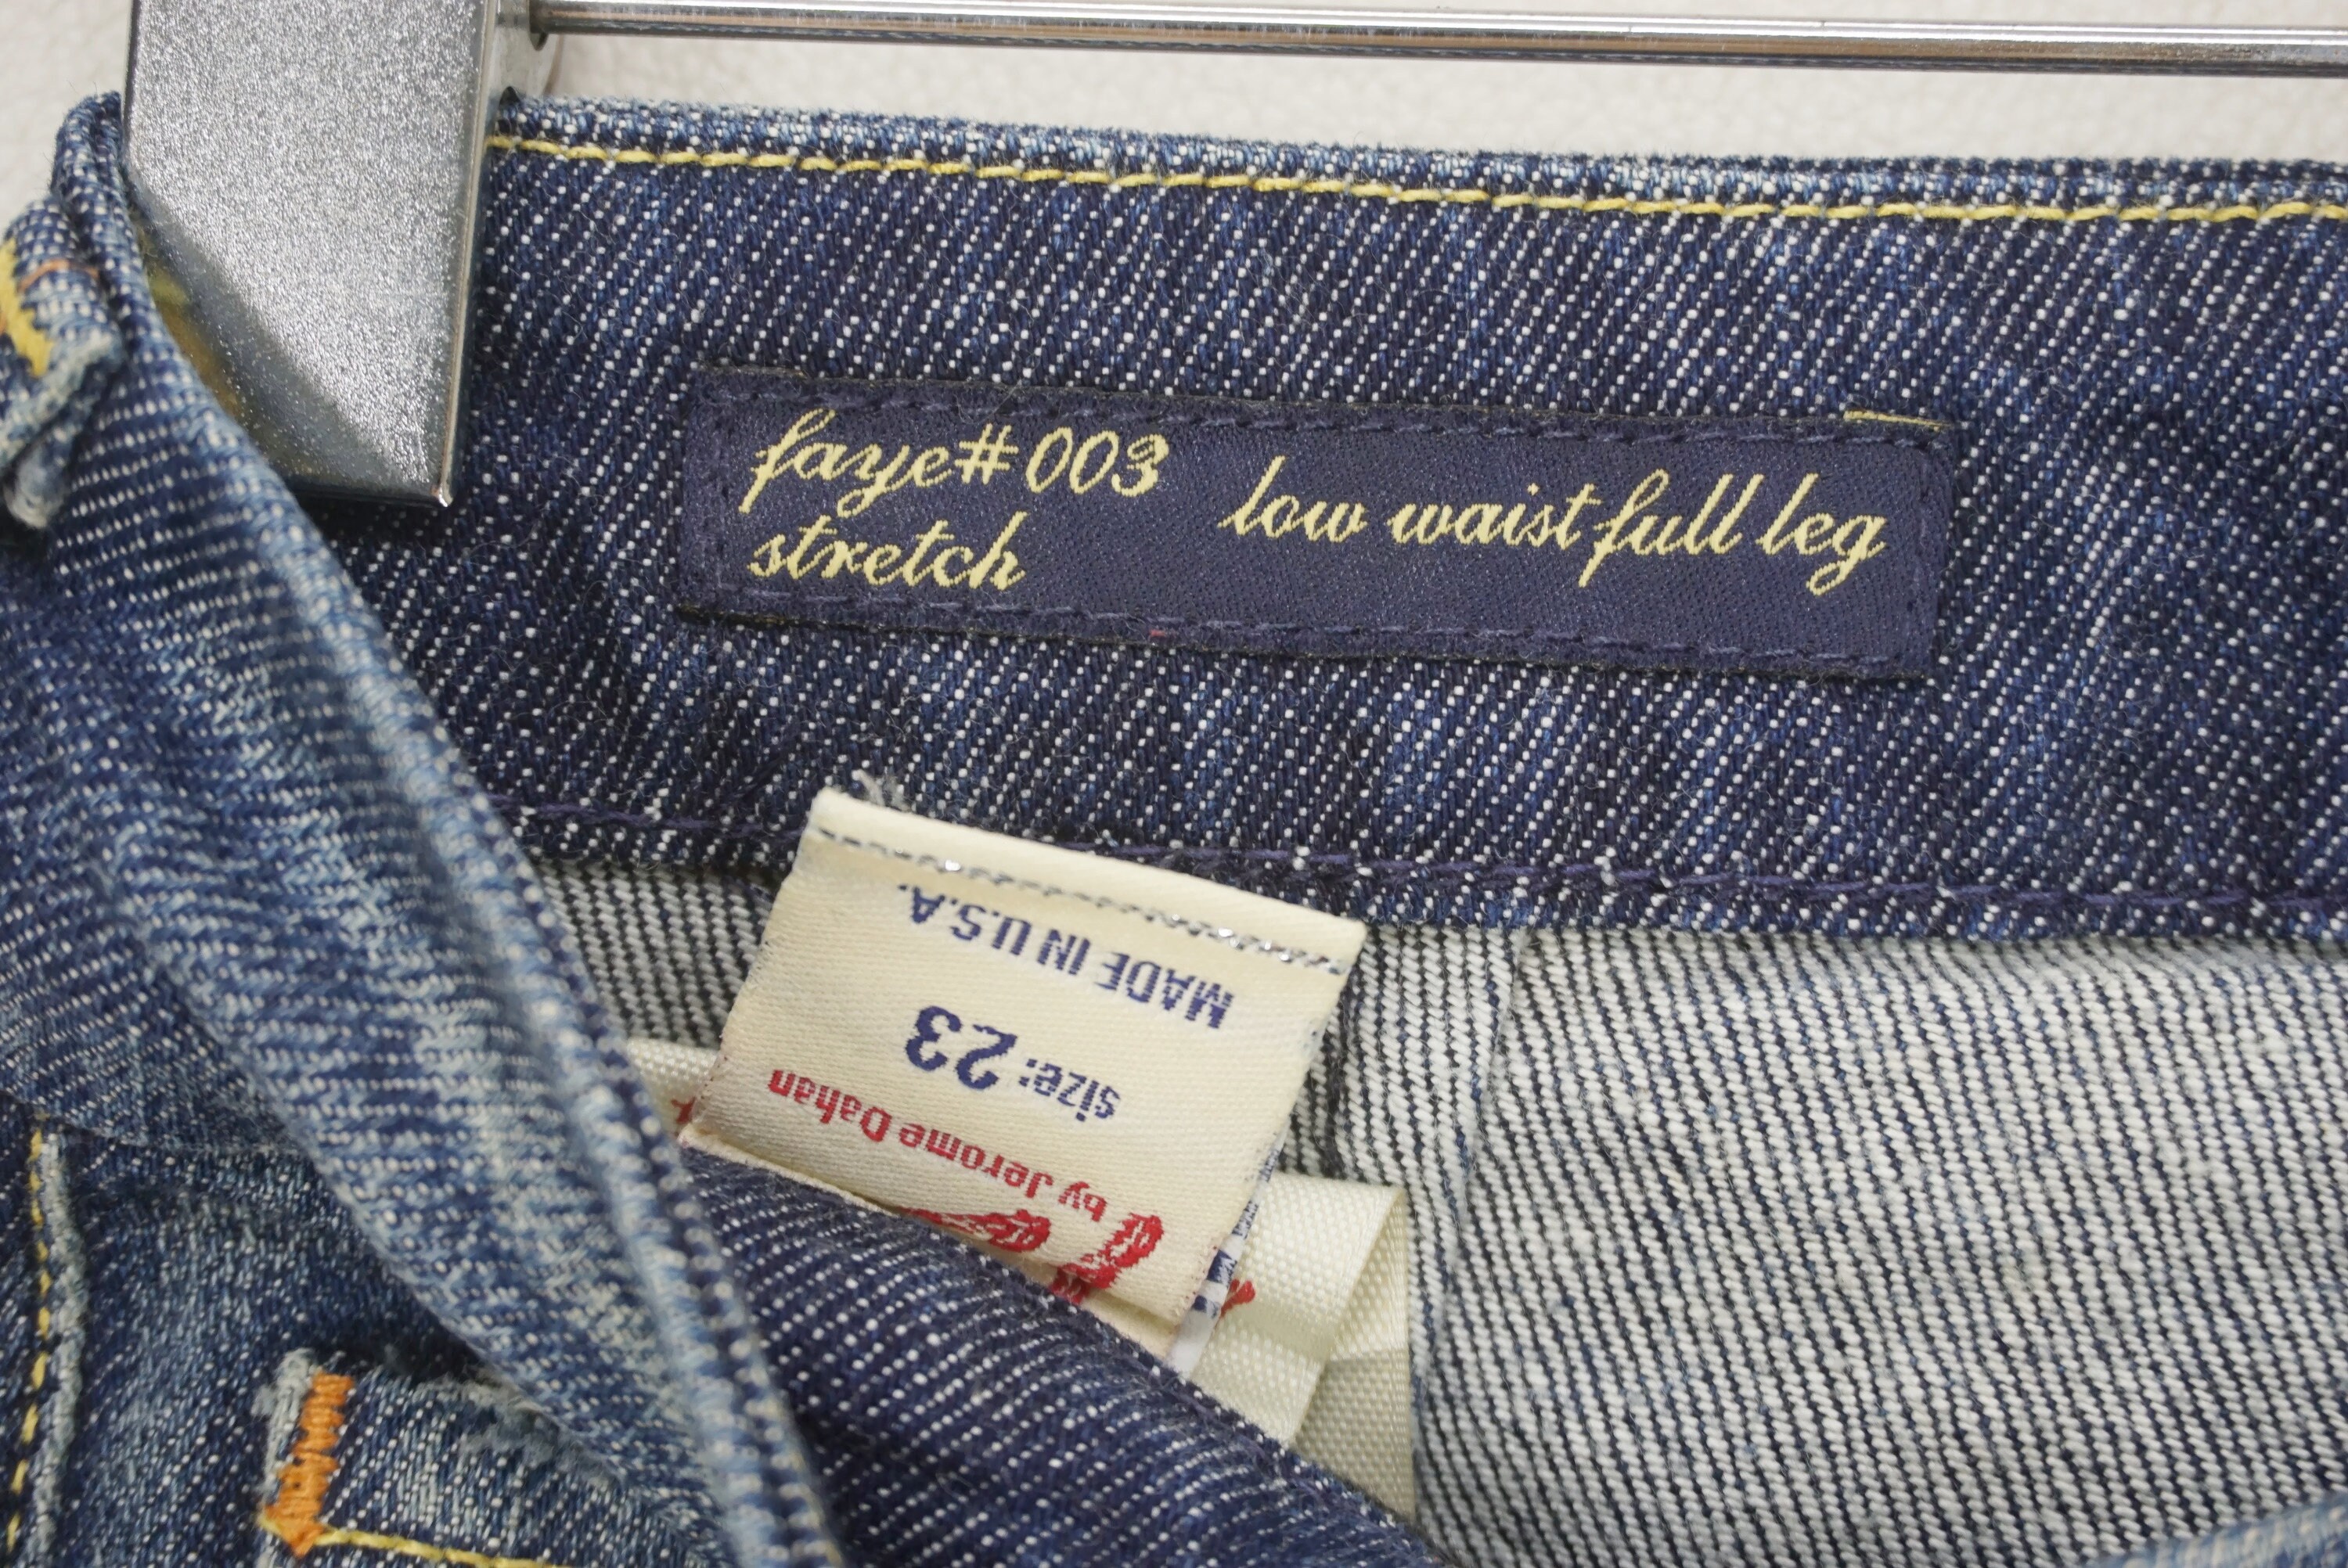 faye#003 low waist full leg
stretch
by Jerome Dahan
size: 23
MADE IN U.S.A.